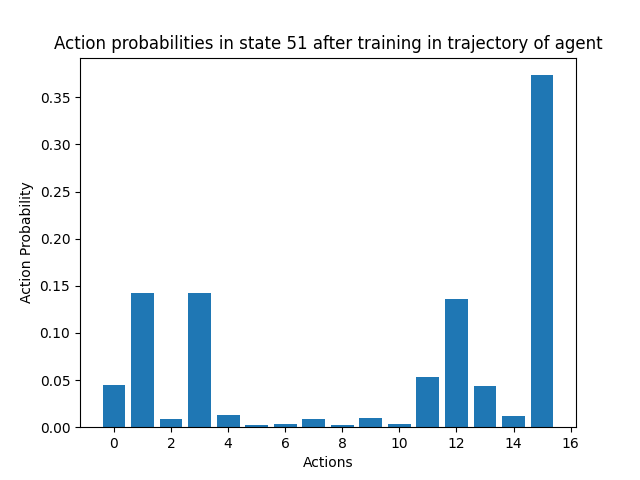 Action probabilities in state 51 after training in trajectory of agent
0.35
0.30
0.25
0.20
0.15
0.10
0.05
0.00
Action Probability
0 2 4 6 8 10 12 14 16
Actions